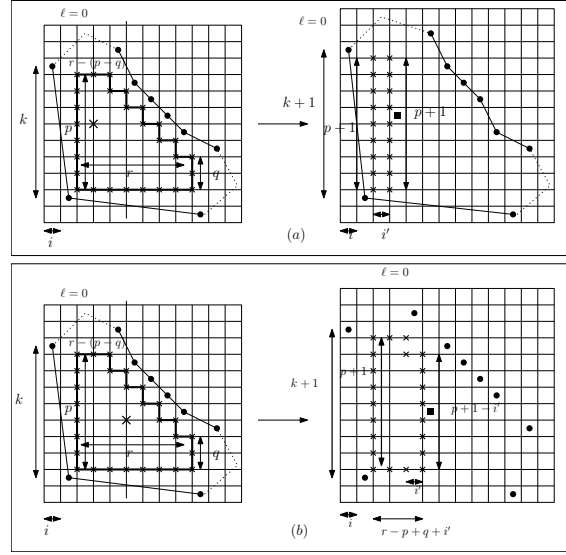 ℓ = 0
ℓ = 0
r − (p − q)
k + 1
k
p
p + 1
p + 1
r
q
i
(a)
i
i′
ℓ = 0
ℓ = 0
r − (p − q)
k + 1
k
p
p + 1
p + 1 − i′
r
q
i′
i
(b)
i
r − p + q + i′